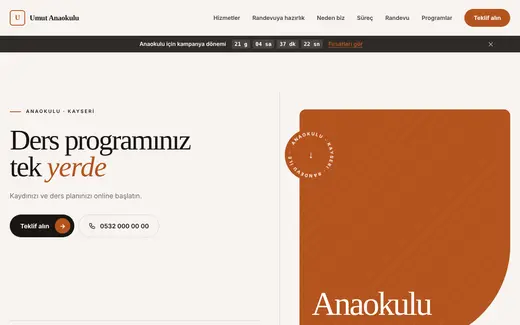 U
Umut Anaokulu
Hizmetler
Randevuya hazırlık
Neden biz
Süreç
Randevu
Programlar
Teklif alın
Anaokulu için kampanya dönemi
21 g
04 sa
37 dk
22 sn
Fırsatları gör
ANAOKULU · KAYSERİ
Ders programınız
tek yerde
Kaydınızı ve ders planınızı online başlatın.
Teklif alın
0532 000 00 00
ANAOKULU · KAYSERİ · RANDEVU İLE ·
Anaokulu